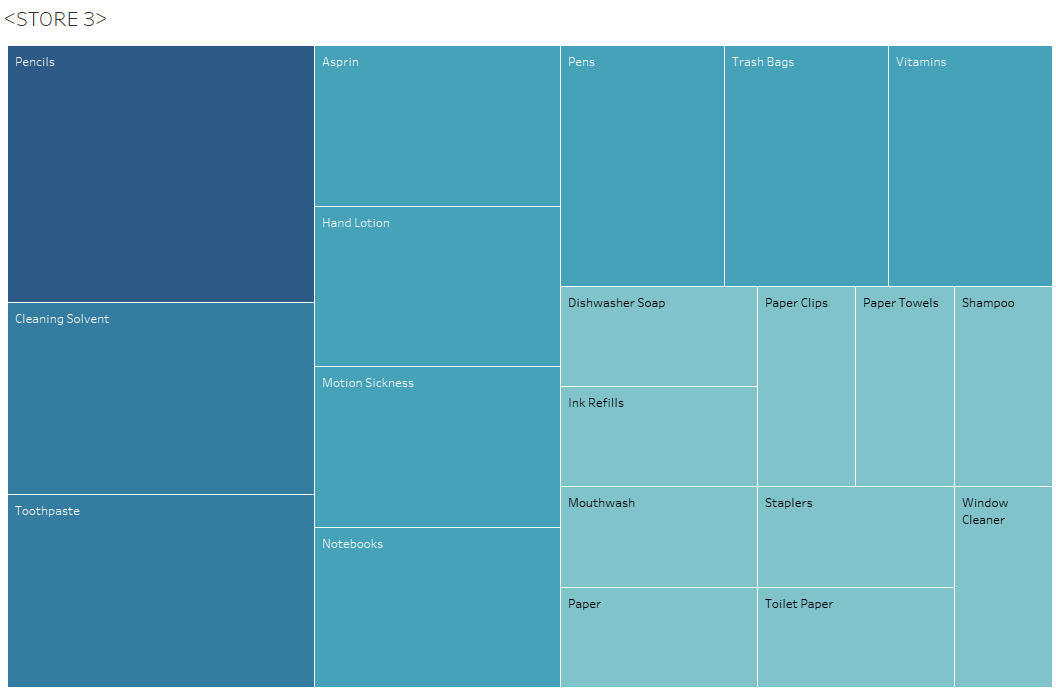 <STORE 3>
Pencils
Cleaning Solvent
Toothpaste
Asprin
Hand Lotion
Motion Sickness
Notebooks
Pens
Trash Bags
Vitamins
Dishwasher Soap
Ink Refills
Paper Clips
Paper Towels
Shampoo
Mouthwash
Paper
Staplers
Toilet Paper
Window
Cleaner